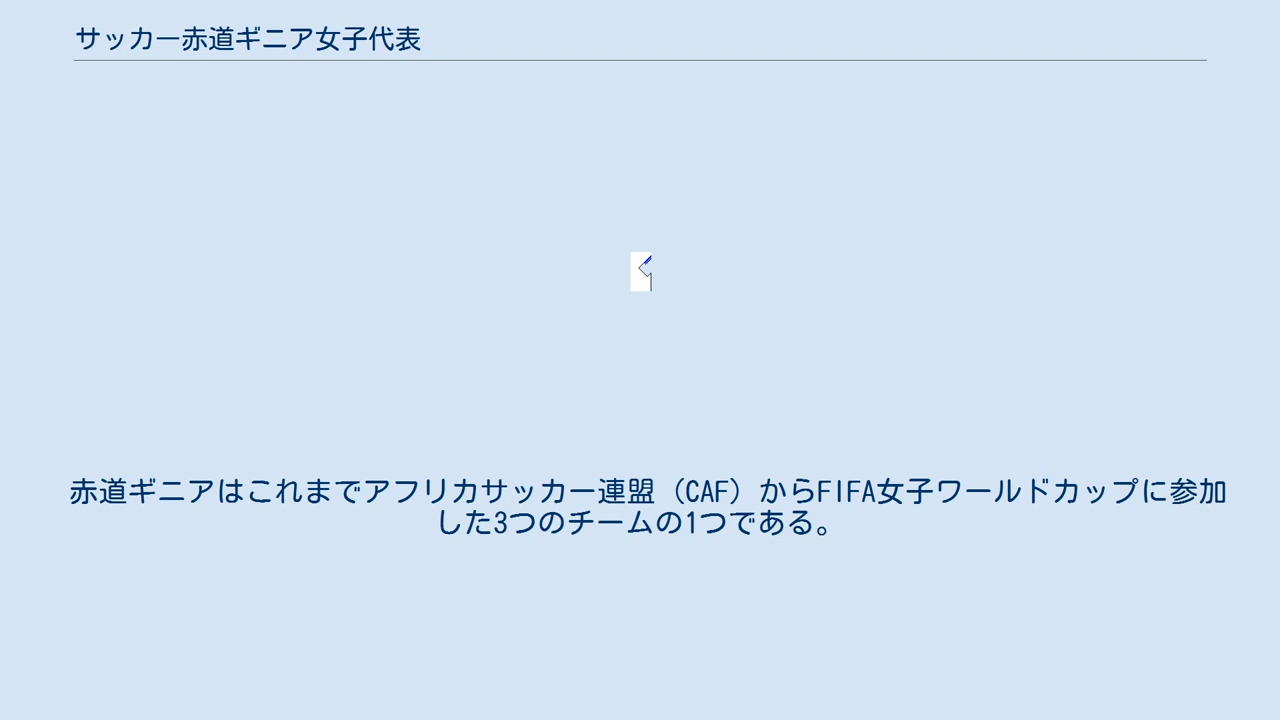 サッカー赤道ギニア女子代表
赤道ギニアはこれまでアフリカサッカー連盟（CAF）からFIFA女子ワールドカップに参加
した3つのチームの1つである。